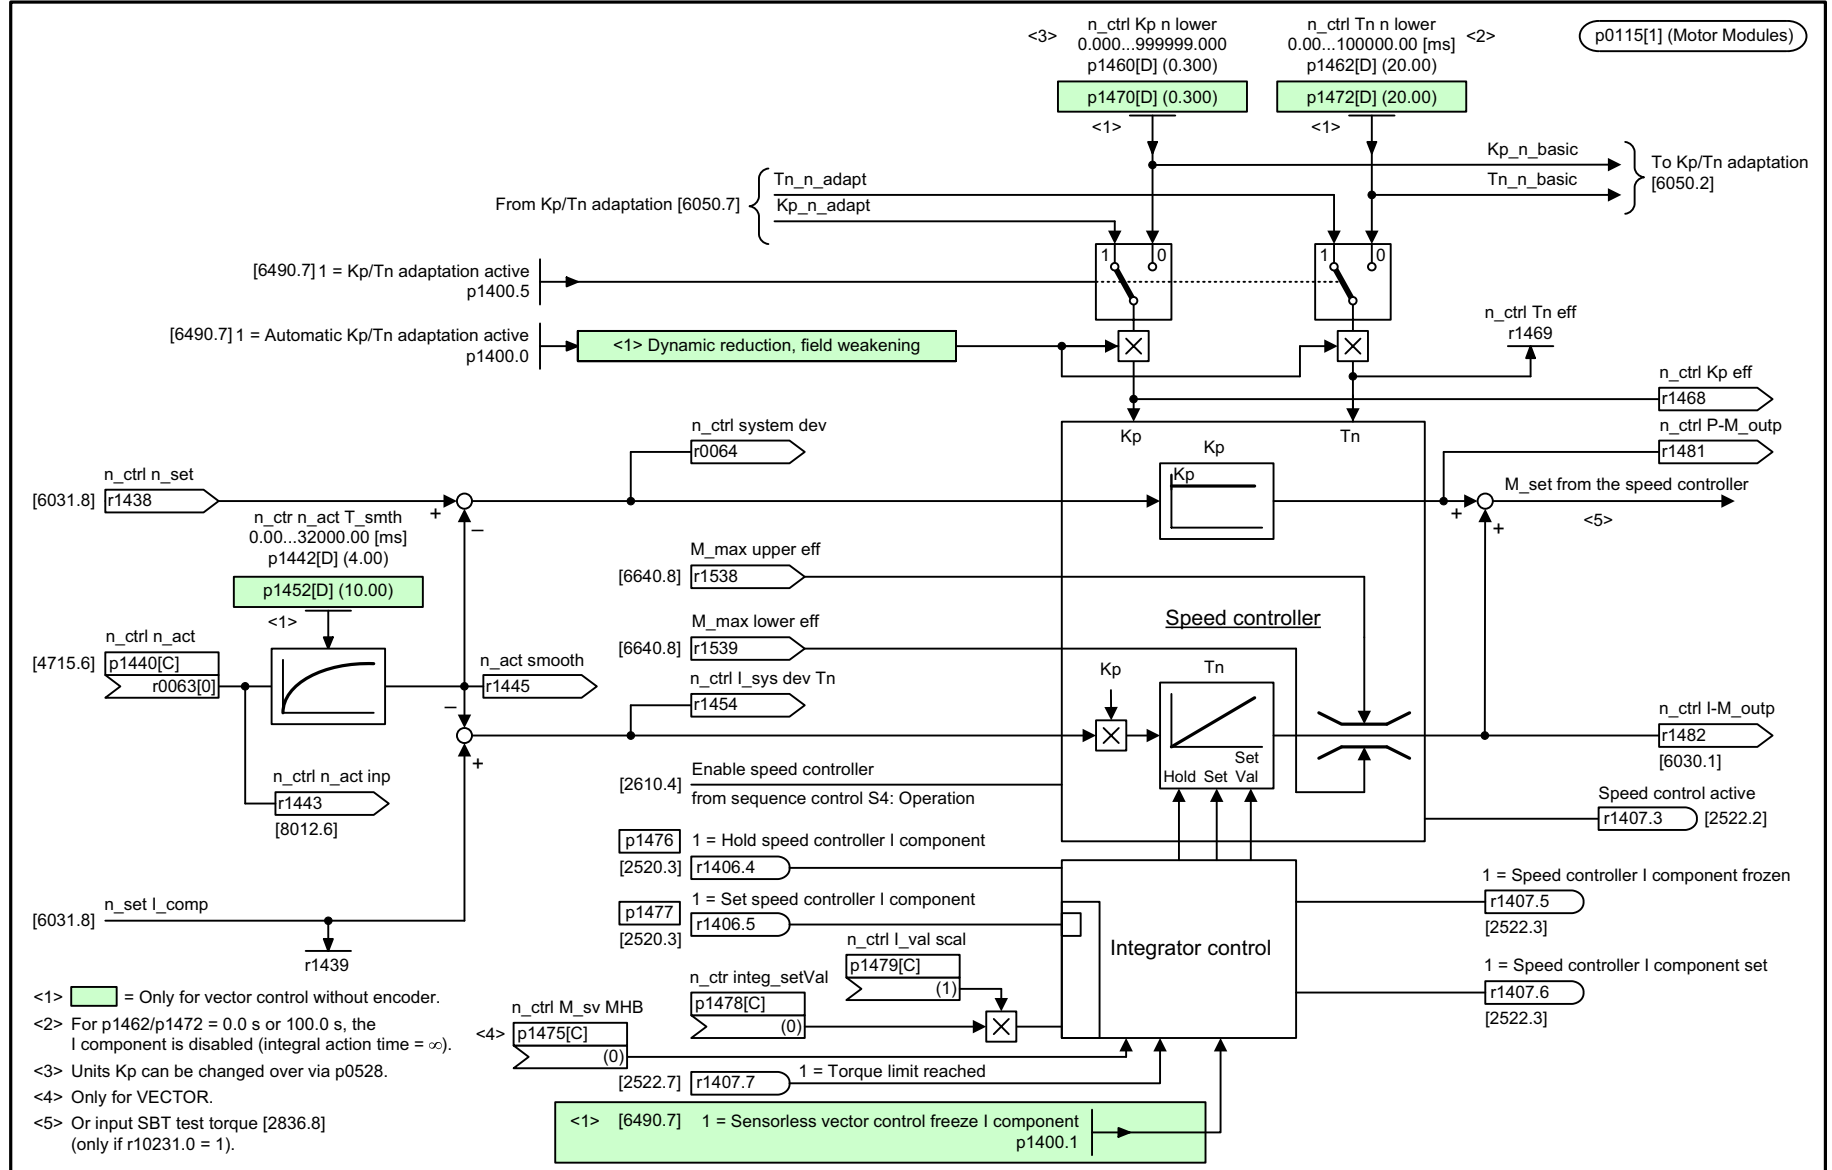 n_ctrl Kp n lower
<3> 0.000...999999.000
p1460[D] (0.300)
p1470[D] (0.300)
<1>
n_ctrl Tn n lower
0.00...100000.00 [ms] <2>
p1462[D] (20.00)
p1472[D] (20.00)
<1>
p0115[1] (Motor Modules)
Kp_n_basic
Tn_n_basic
To Kp/Tn adaptation
[6050.2]
From Kp/Tn adaptation [6050.7]
Tn_n_adapt
Kp_n_adapt
1 0
1 0
[6490.7] 1 = Kp/Tn adaptation active
p1400.5
[6490.7] 1 = Automatic Kp/Tn adaptation active
p1400.0
<1> Dynamic reduction, field weakening
n_ctrl Tn eff
r1469
n_ctrl Kp eff
r1468
n_ctrl P-M_outp
r1481
Kp Tn
Kp
Kp
n_ctrl system dev
r0064
n_ctrl n_set
[6031.8] r1438
+
–
+
+
M_set from the speed controller
<5>
n_ctr n_act T_smth
0.00...32000.00 [ms]
p1442[D] (4.00)
p1452[D] (10.00)
<1>
n_ctrl n_act
[4715.6] p1440[C]
r0063[0]
n_act smooth
r1445
–
+
n_ctrl n_act inp
r1443
[8012.6]
M_max upper eff
[6640.8] r1538
M_max lower eff
[6640.8] r1539
n_ctrl I_sys dev Tn
r1454
Speed controller
Kp
Tn
Set
Hold Set Val
n_ctrl I-M_outp
r1482
[6030.1]
[2610.4] Enable speed controller
from sequence control S4: Operation
Speed control active
r1407.3 [2522.2]
p1476 1 = Hold speed controller I component
[2520.3] r1406.4
p1477 1 = Set speed controller I component
[2520.3] r1406.5
n_ctrl I_val scal
p1479[C]
(1)
n_ctr integ_setVal
p1478[C]
(0)
n_ctrl M_sv MHB
<4> p1475[C]
(0)
Integrator control
1 = Speed controller I component frozen
r1407.5
[2522.3]
1 = Speed controller I component set
r1407.6
[2522.3]
[6031.8] n_set I_comp
r1439
[2522.7] r1407.7 1 = Torque limit reached
<1> [6490.7] 1 = Sensorless vector control freeze I component
p1400.1
<1> = Only for vector control without encoder.
<2> For p1462/p1472 = 0.0 s or 100.0 s, the
I component is disabled (integral action time = ∞).
<3> Units Kp can be changed over via p0528.
<4> Only for VECTOR.
<5> Or input SBT test torque [2836.8]
(only if r10231.0 = 1).